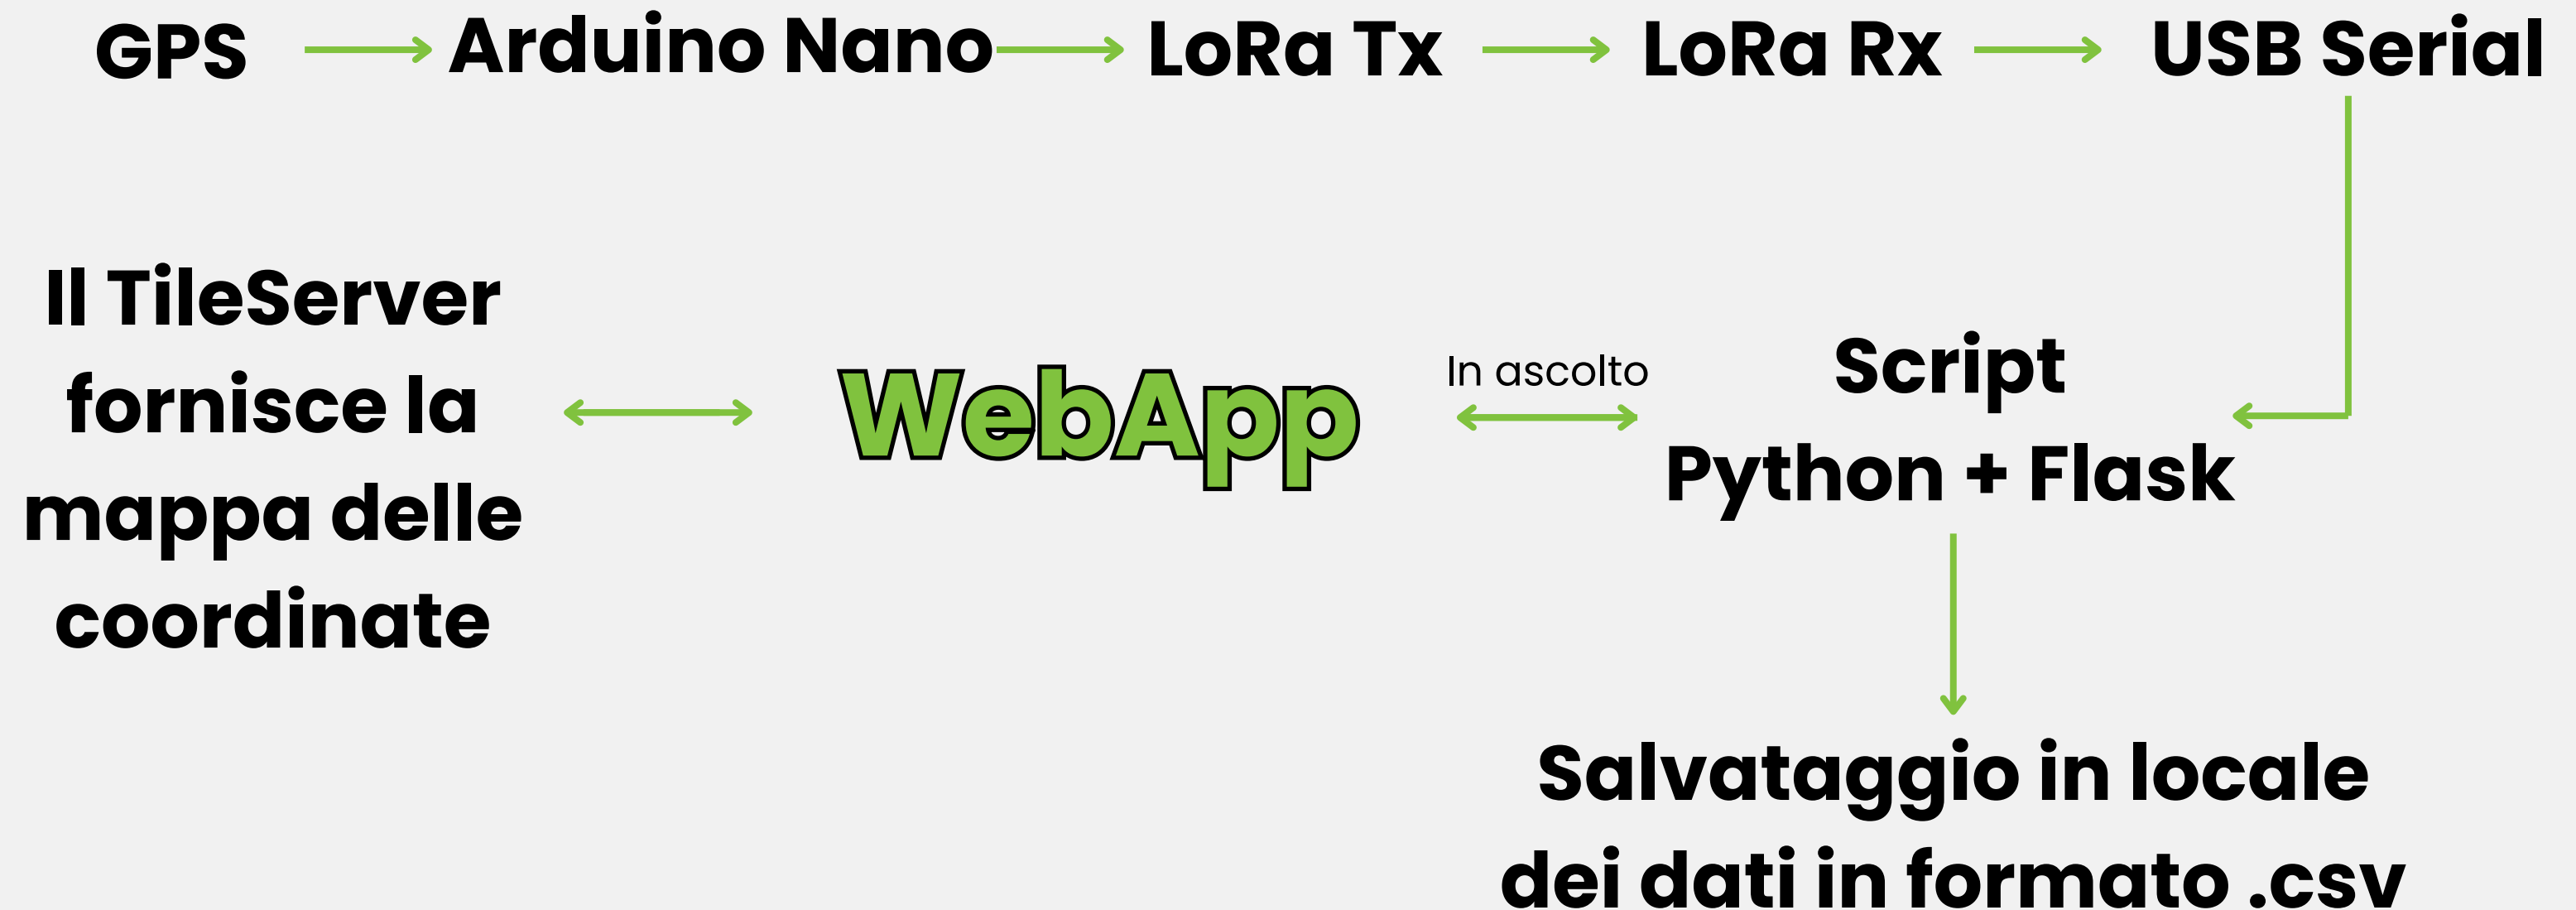 GPS
Arduino Nano
LoRa Tx
LoRa Rx
USB Serial
Il TileServer
fornisce la
mappa delle
coordinate
WebApp
In ascolto
Script
Python + Flask
Salvataggio in locale
dei dati in formato .csv